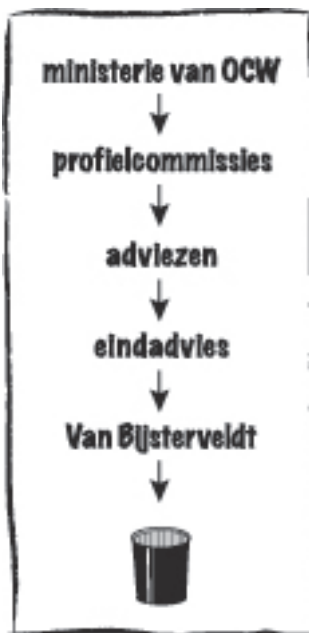 ministerie van OCW
profielcommissies
adviezen
eindadvies
Van Bijsterveldt